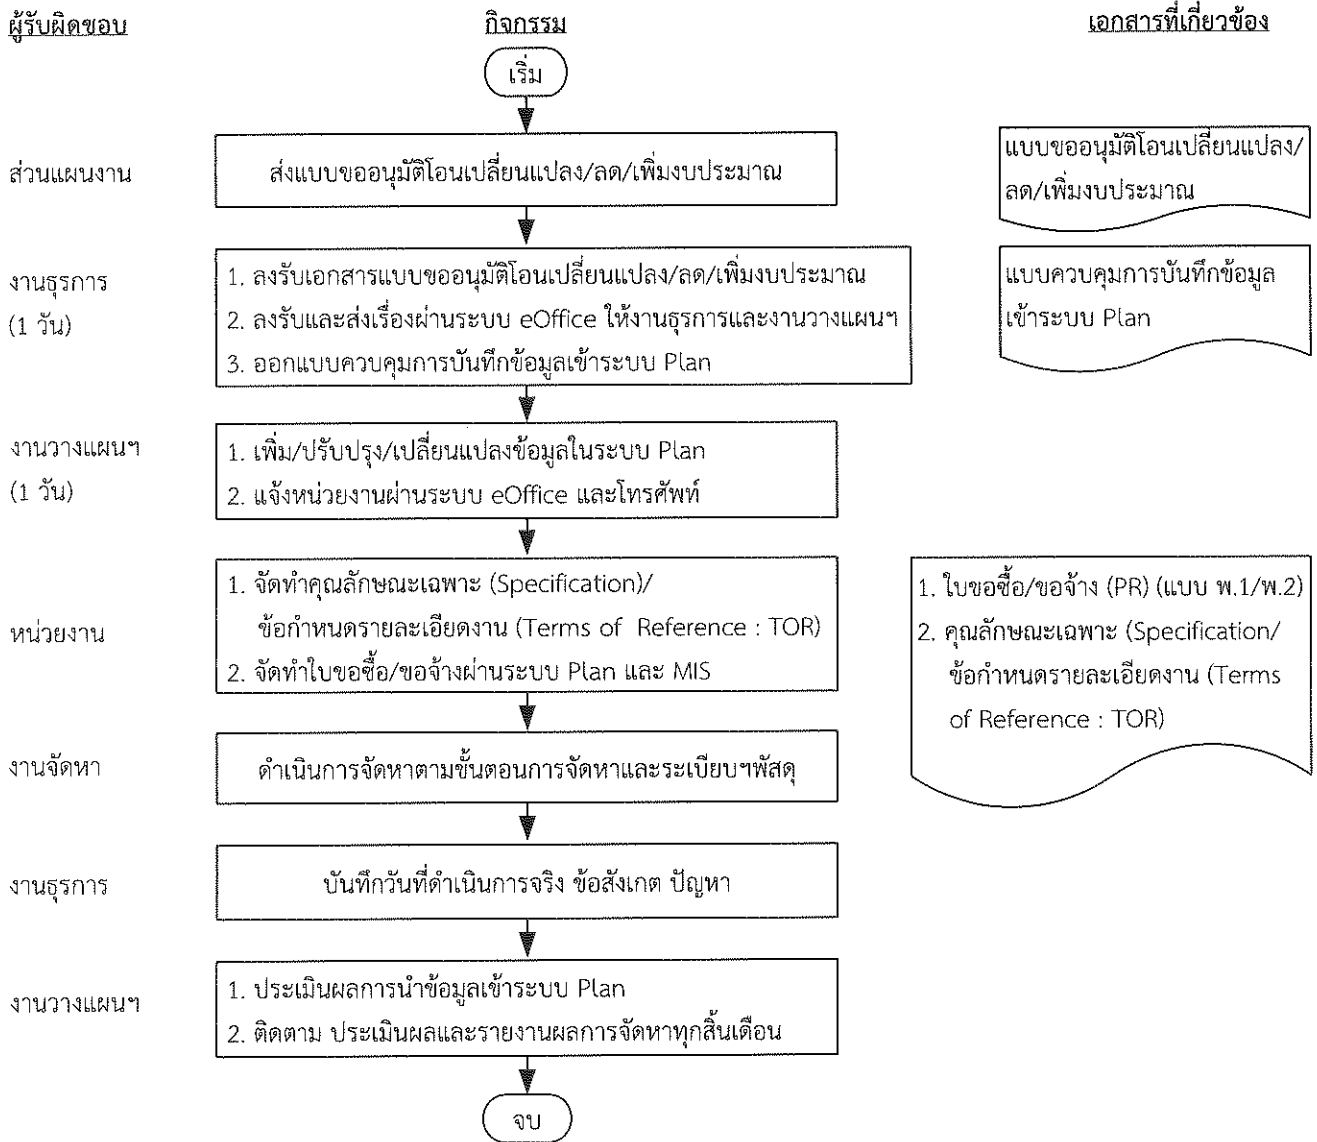 ผู้รับผิดชอบ
กิจกรรม
เอกสารที่เกี่ยวข้อง
เริ่ม
ส่วนแผนงาน
ส่งแบบขออนุมัติโอนเปลี่ยนแปลง/ลด/เพิ่มงบประมาณ
แบบขออนุมัติโอนเปลี่ยนแปลง/
ลด/เพิ่มงบประมาณ
งานธุรการ
(1 วัน)
1. ลงรับเอกสารแบบขออนุมัติโอนเปลี่ยนแปลง/ลด/เพิ่มงบประมาณ
2. ลงรับและส่งเรื่องผ่านระบบ eOffice ให้งานธุรการและงานวางแผนฯ
3. ออกแบบควบคุมการบันทึกข้อมูลเข้าระบบ Plan
แบบควบคุมการบันทึกข้อมูล
เข้าระบบ Plan
งานวางแผนฯ
(1 วัน)
1. เพิ่ม/ปรับปรุง/เปลี่ยนแปลงข้อมูลในระบบ Plan
2. แจ้งหน่วยงานผ่านระบบ eOffice และโทรศัพท์
หน่วยงาน
1. จัดทำคุณลักษณะเฉพาะ (Specification)/
ข้อกำหนดรายละเอียดงาน (Terms of Reference : TOR)
2. จัดทำใบขอซื้อ/ขอจ้างผ่านระบบ Plan และ MIS
1. ใบขอซื้อ/ขอจ้าง (PR) (แบบ พ.1/พ.2)
2. คุณลักษณะเฉพาะ (Specification/
ข้อกำหนดรายละเอียดงาน (Terms
of Reference : TOR)
งานจัดหา
ดำเนินการจัดหาตามขั้นตอนการจัดหาและระเบียบฯพัสดุ
งานธุรการ
บันทึกวันที่ดำเนินการจริง ข้อสังเกต ปัญหา
งานวางแผนฯ
1. ประเมินผลการนำข้อมูลเข้าระบบ Plan
2. ติดตาม ประเมินผลและรายงานผลการจัดหาทุกสิ้นเดือน
จบ